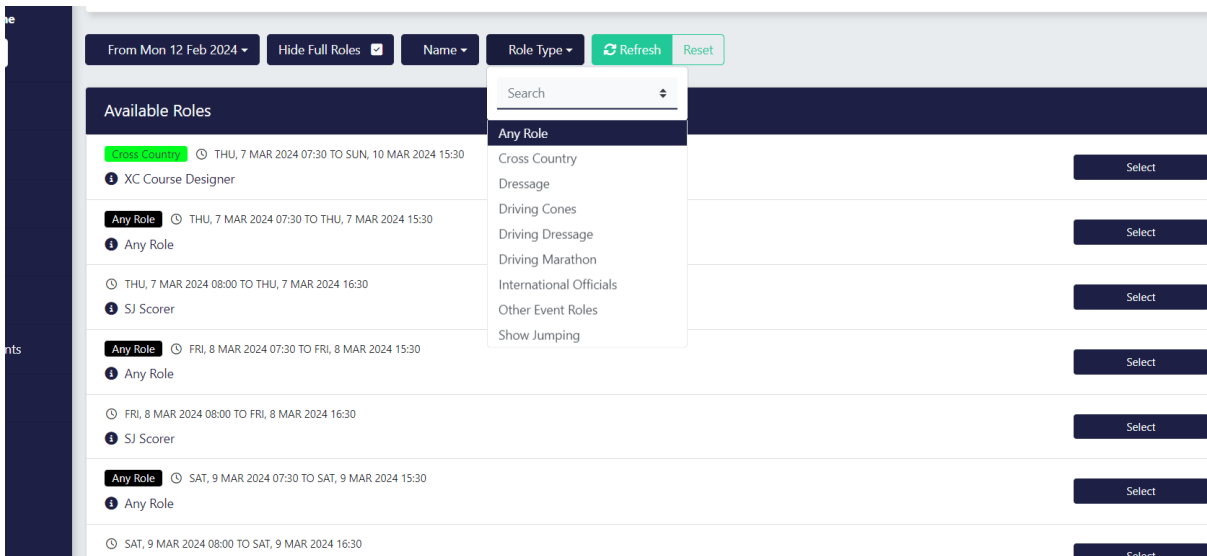 ne
From Mon 12 Feb 2024 Hide Full Roles Name Role Type Refresh Reset
Search
Any Role
Cross Country
Dressage
Driving Cones
Driving Dressage
Driving Marathon
International Officials
Other Event Roles
Show Jumping
Available Roles
Cross Country THU, 7 MAR 2024 07:30 TO SUN, 10 MAR 2024 15:30
XC Course Designer
Select
Any Role THU, 7 MAR 2024 07:30 TO THU, 7 MAR 2024 15:30
Any Role
Select
THU, 7 MAR 2024 08:00 TO THU, 7 MAR 2024 16:30
SJ Scorer
Select
nts
Any Role FRI, 8 MAR 2024 07:30 TO FRI, 8 MAR 2024 15:30
Any Role
Select
FRI, 8 MAR 2024 08:00 TO FRI, 8 MAR 2024 16:30
SJ Scorer
Select
Any Role SAT, 9 MAR 2024 07:30 TO SAT, 9 MAR 2024 15:30
Any Role
Select
SAT, 9 MAR 2024 08:00 TO SAT, 9 MAR 2024 16:30
Select